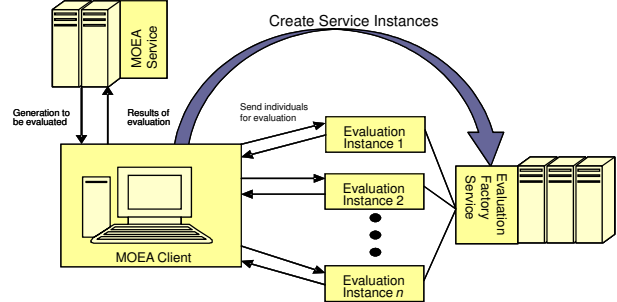 Create Service Instances
MOEA
Service
Generation to
be evaluated
Results of
evaluation
Send individuals
for evaluation
Evaluation
Instance 1
Evaluation
Instance 2
Evaluation
Instance n
Evaluation
Factory
Service
MOEA Client